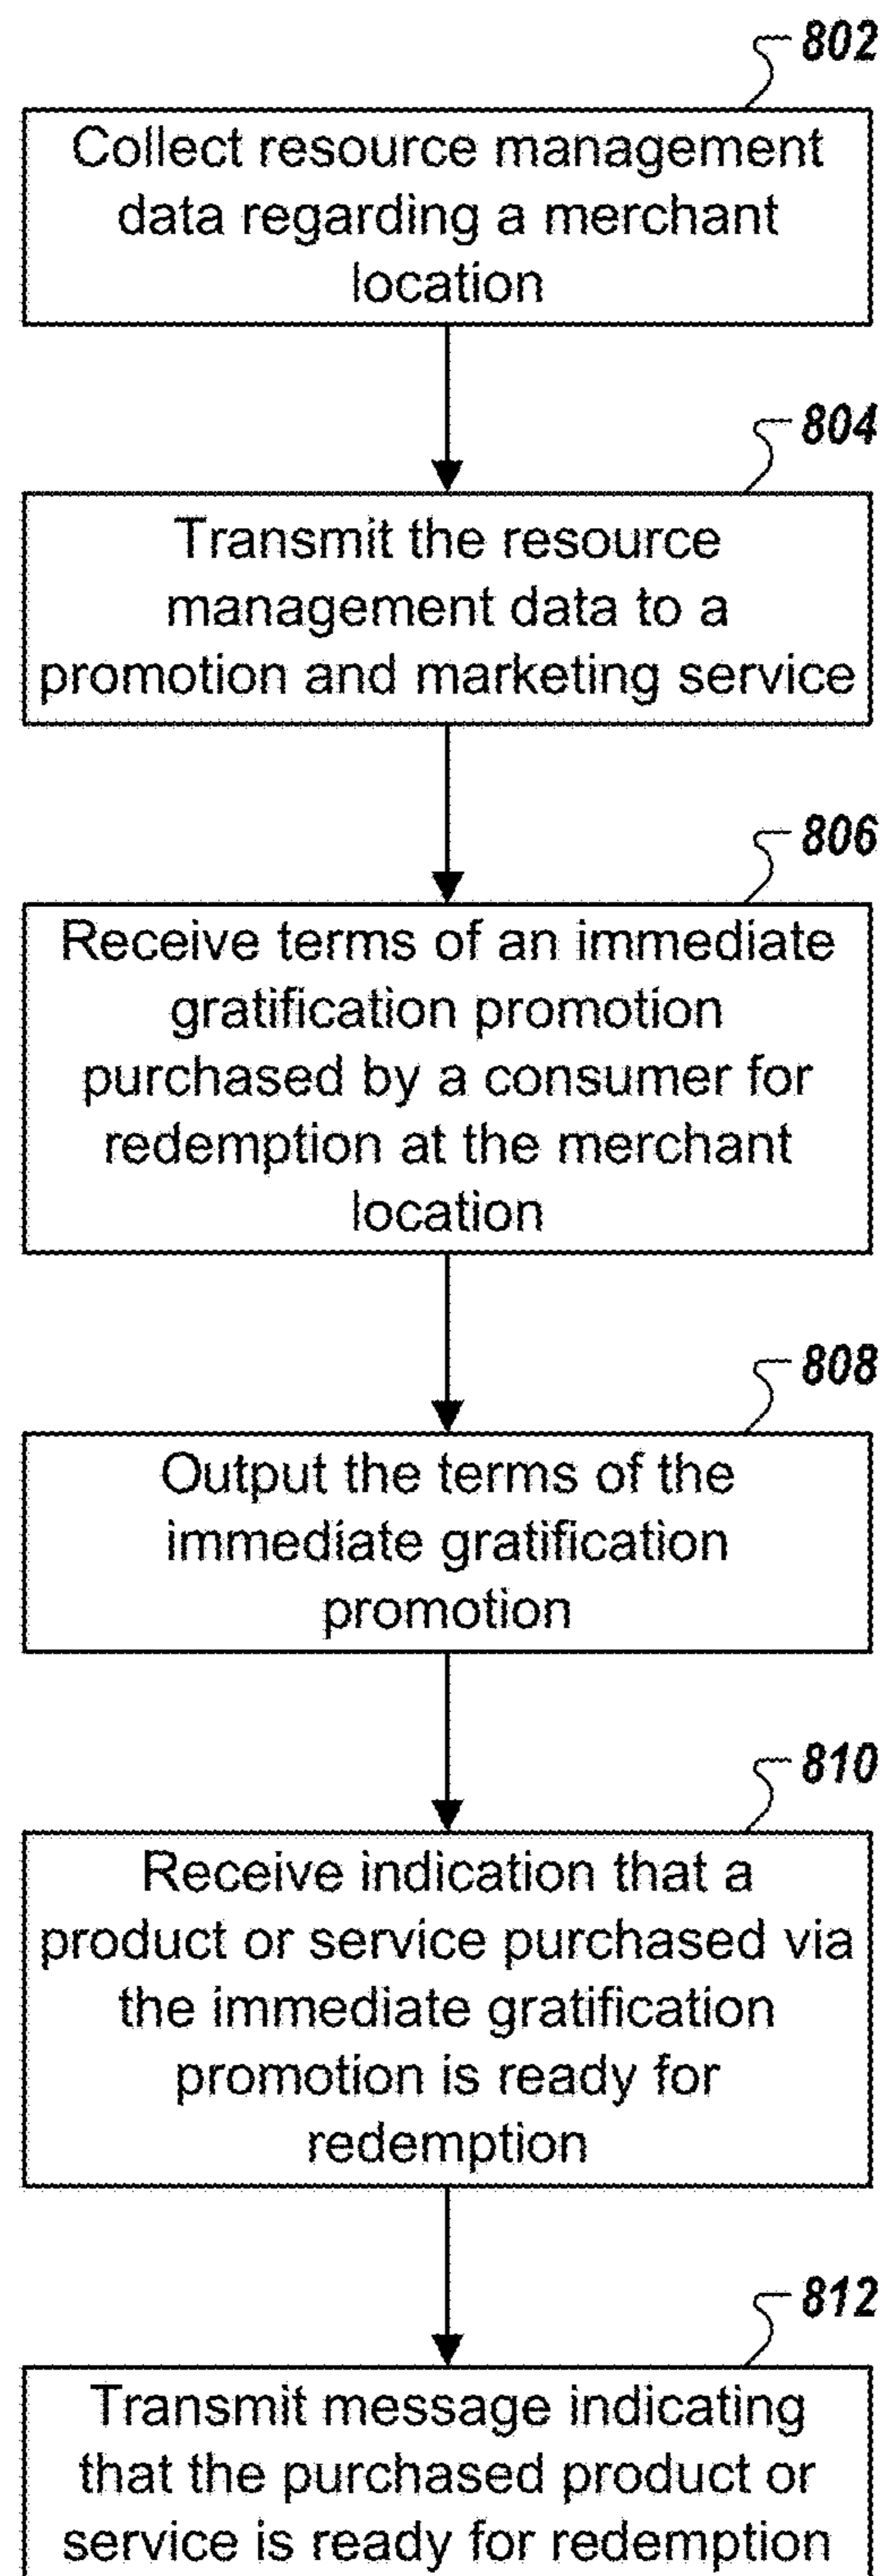 802
Collect resource management
data regarding a merchant
location
804
Transmit the resource
management data to a
promotion and marketing service
806
Receive terms of an immediate
gratification promotion
purchased by a consumer for
redemption at the merchant
location
808
Output the terms of the
immediate gratification
promotion
810
Receive indication that a
product or service purchased via
the immediate gratification
promotion is ready for
redemption
812
Transmit message indicating
that the purchased product or
service is ready for redemption